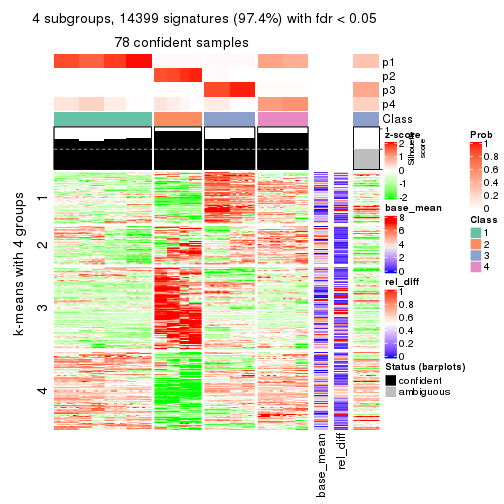 4 subgroups, 14399 signatures (97.4%) with fdr < 0.05
78 confident samples
p1
p2
p3
p4
Class
1
Silhouette
score
k-means with 4 groups
1
2
3
4
base_mean
rel_diff
z-score
2
1
0
-1
-2
base_mean
8
6
4
2
0
rel_diff
1
0.8
0.6
0.4
0.2
0
Status (barplots)
confident
ambiguous
Prob
1
0.8
0.6
0.4
0.2
0
Class
1
2
3
4